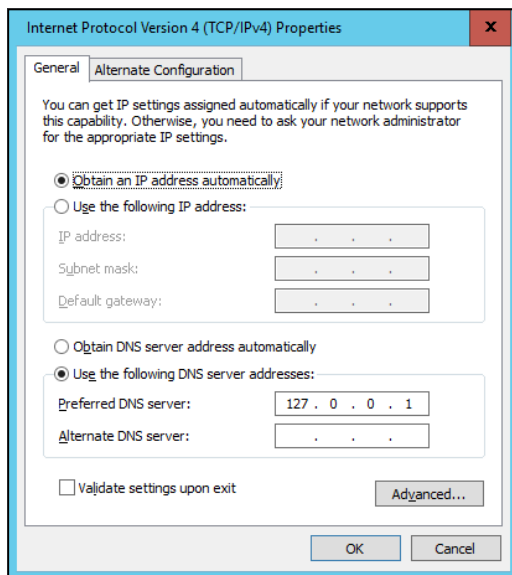 Internet Protocol Version 4 (TCP/IPv4) Properties
x
General
Alternate Configuration
You can get IP settings assigned automatically if your network supports
this capability. Otherwise, you need to ask your network administrator
for the appropriate IP settings.
Obtain an IP address automatically
Use the following IP address:
IP address:
. . .
Subnet mask:
. . .
Default gateway:
. . .
Obtain DNS server address automatically
Use the following DNS server addresses:
Preferred DNS server:
127 . 0 . 0 . 1
Alternate DNS server:
. . .
Validate settings upon exit
Advanced...
OK
Cancel